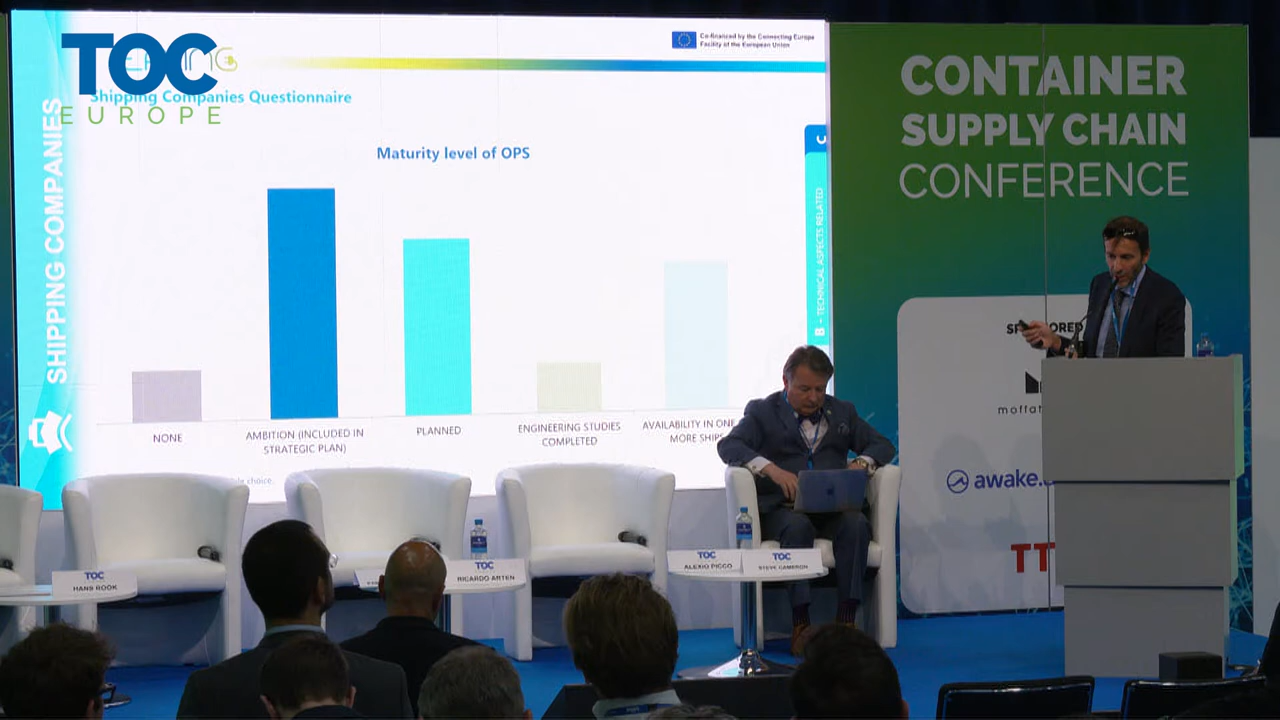 TOC
EUROPE
Co-financed by the Connecting Europe
Facility of the European Union
Shipping Companies Questionnaire
SHIPPING COMPANIES
Maturity level of OPS
NONE
AMBITION (INCLUDED IN
STRATEGIC PLAN)
PLANNED
ENGINEERING STUDIES
COMPLETED
AVAILABILITY IN ONE
MORE SHIPS
choice.
B - TECHNICAL ASPECTS RELATED
CONTAINER
SUPPLY CHAIN
CONFERENCE
moffat
awake.
TT
TOC
HANS ROOK
TOC
RICARDO ARTEN
TOC
ALEXIO PICCO
TOC
STEVE CAMERON